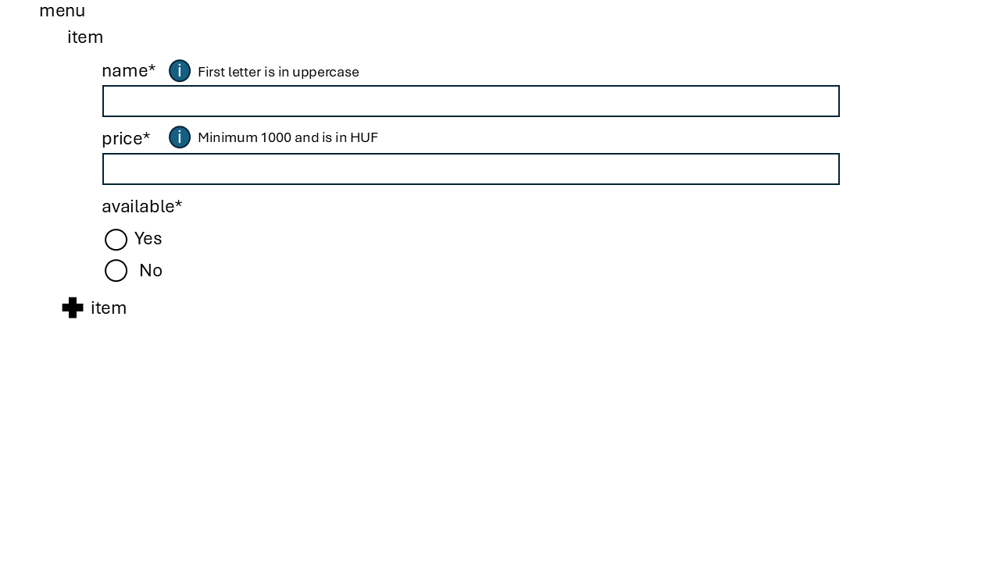 menu
item
name* i First letter is in uppercase
price* i Minimum 1000 and is in HUF
available*
Yes
No
item